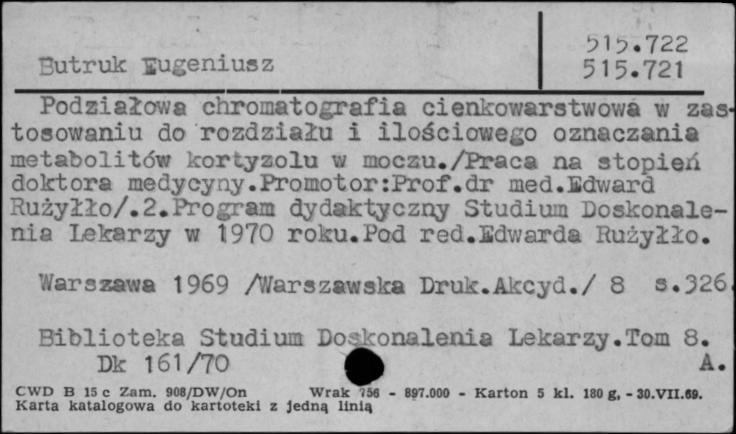 515.722
Butruk Eugeniusz
515.721
Podziałowa chromatografia cienkowarstwowa w zas-
tosowaniu do rozdziału i ilościowego oznaczania
metabolitów kortyzolu w moczu./Praca na stopień
doktora medycyny.Promotor:Prof.dr med.Edward
Rużyłło/.2.Program dydaktyczny Studium Doskonale-
nia Lekarzy w 1970 roku.Pod red.Edwarda Rużyłło.
Warszawa 1969 /Warszawska Druk.Akcyd./ 8 s.326.
Biblioteka Studium Doskonalenia Lekarzy.Tom 8.
Dk 161/70 A.
CWD B 15 c Zam. 908/DW/On Wrak 756 - 897.000 - Karton 5 kl. 180 g, - 30.VII.69.
Karta katalogowa do kartoteki z jedną linią